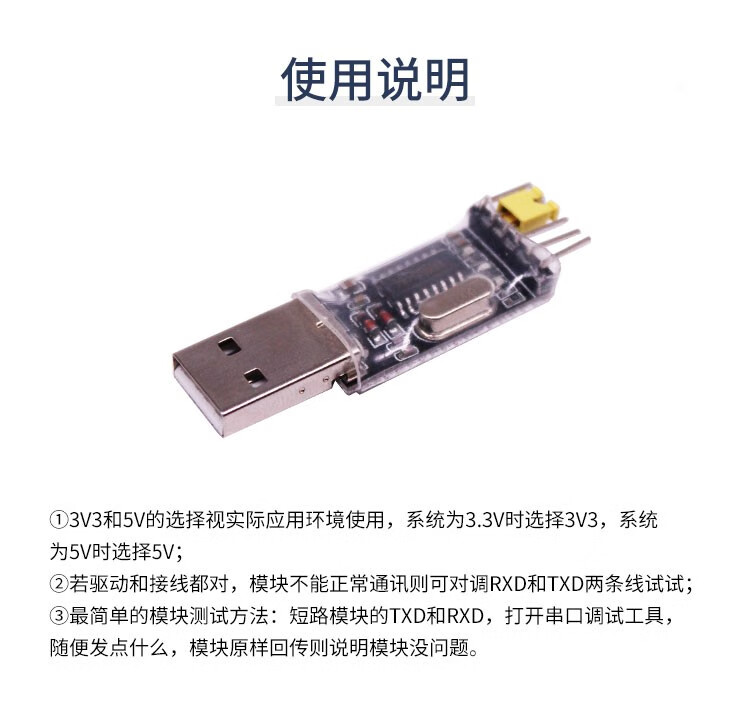 使用说明
①3V3和5V的选择视实际应用环境使用，系统为3.3V时选择3V3，系统
为5V时选择5V；
②若驱动和接线都对，模块不能正常通讯则可对调RXD和TXD两条线试试；
③最简单的模块测试方法：短路模块的TXD和RXD，打开串口调试工具，
随便发点什么，模块原样回传则说明模块没问题。